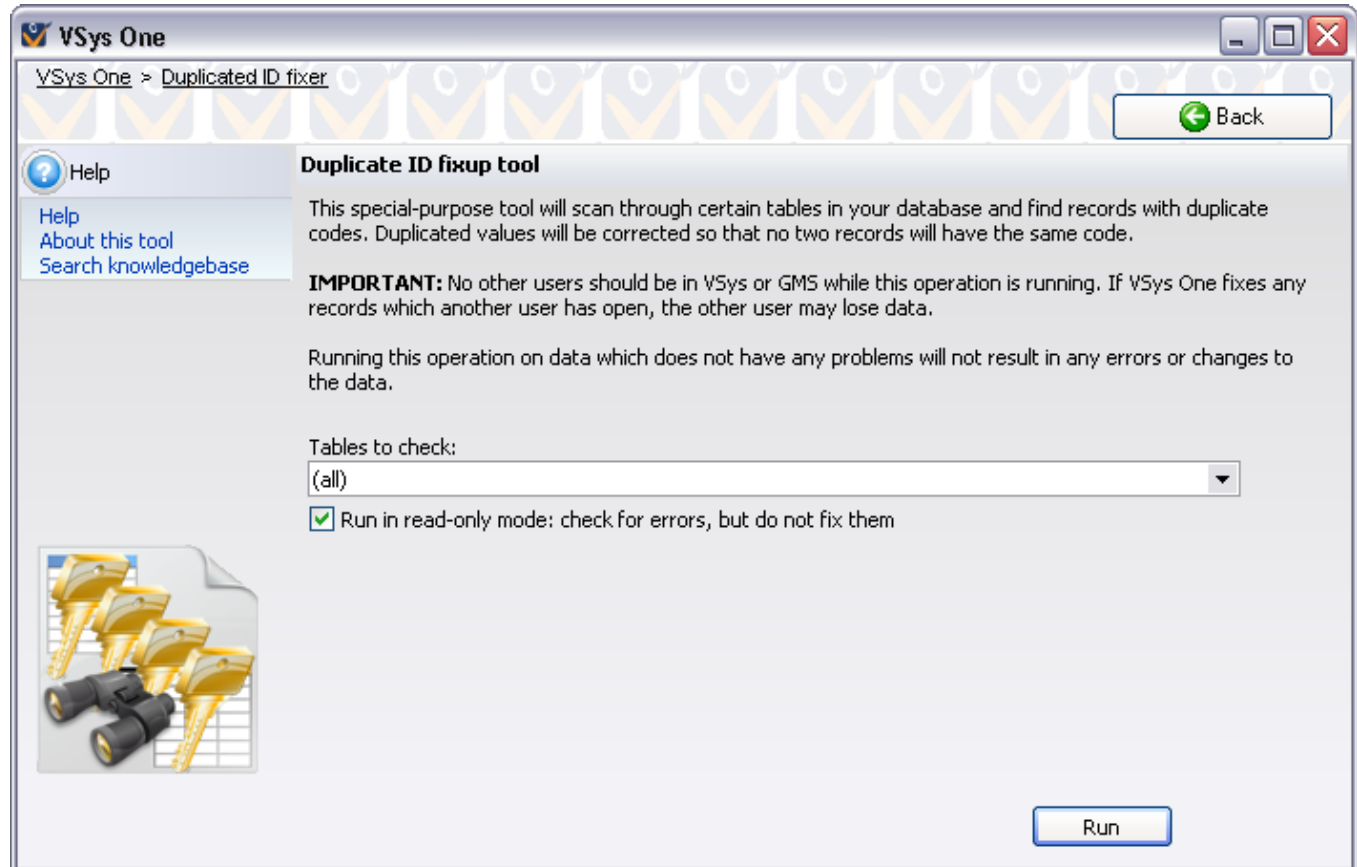 VSys One
VSys One > Duplicated ID fixer
Back
Help
Help
About this tool
Search knowledgebase
Duplicate ID fixup tool
This special-purpose tool will scan through certain tables in your database and find records with duplicate
codes. Duplicated values will be corrected so that no two records will have the same code.
IMPORTANT: No other users should be in VSys or GMS while this operation is running. If VSys One fixes any
records which another user has open, the other user may lose data.
Running this operation on data which does not have any problems will not result in any errors or changes to
the data.
Tables to check:
(all)
Run in read-only mode: check for errors, but do not fix them
Run